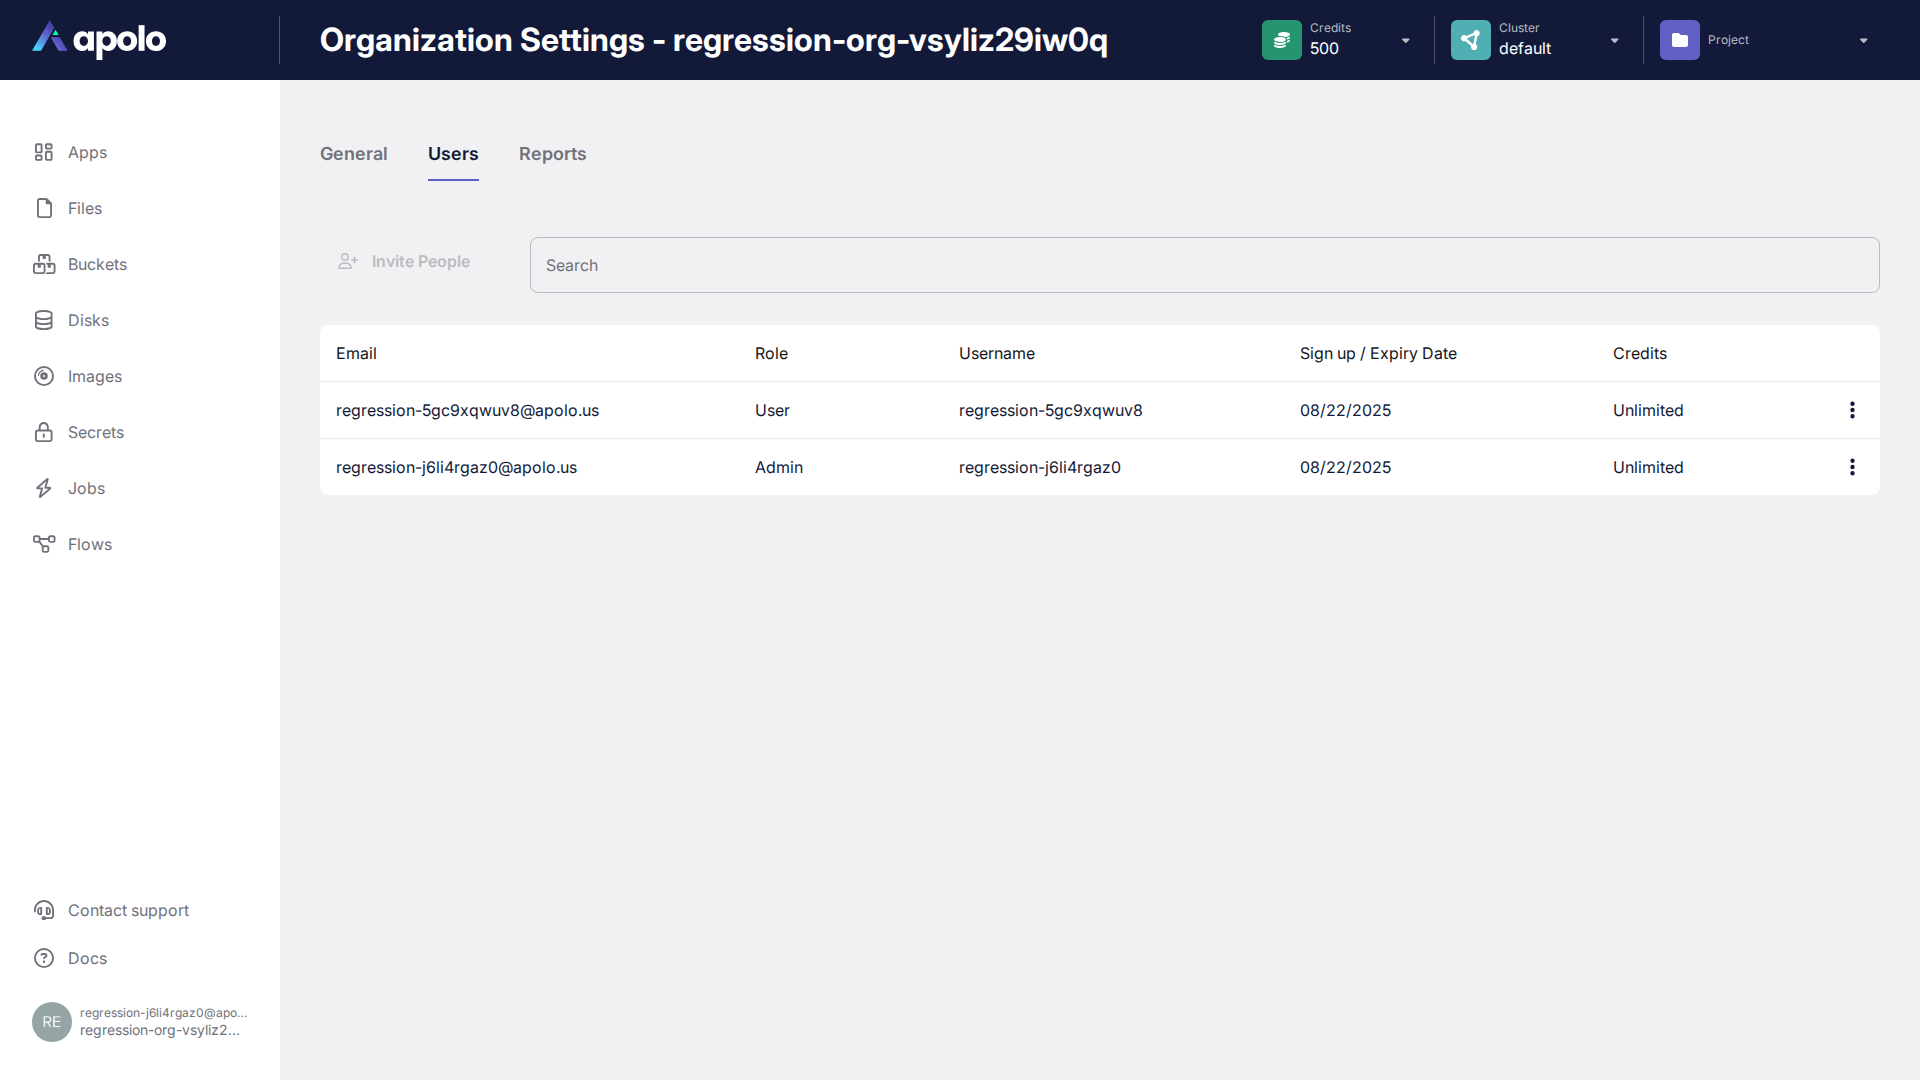 apolo
Organization Settings - regression-org-vsyliz29iw0q
Credits
500
Cluster
default
Project
Apps
Files
Buckets
Disks
Images
Secrets
Jobs
Flows
General Users Reports
Invite People
Search
Email Role Username Sign up / Expiry Date Credits
regression-5gc9xqwuv8@apolo.us User regression-5gc9xqwuv8 08/22/2025 Unlimited
regression-j6li4rgaz0@apolo.us Admin regression-j6li4rgaz0 08/22/2025 Unlimited
Contact support
Docs
RE
regression-j6li4rgaz0@apo...
regression-org-vsyliz2...